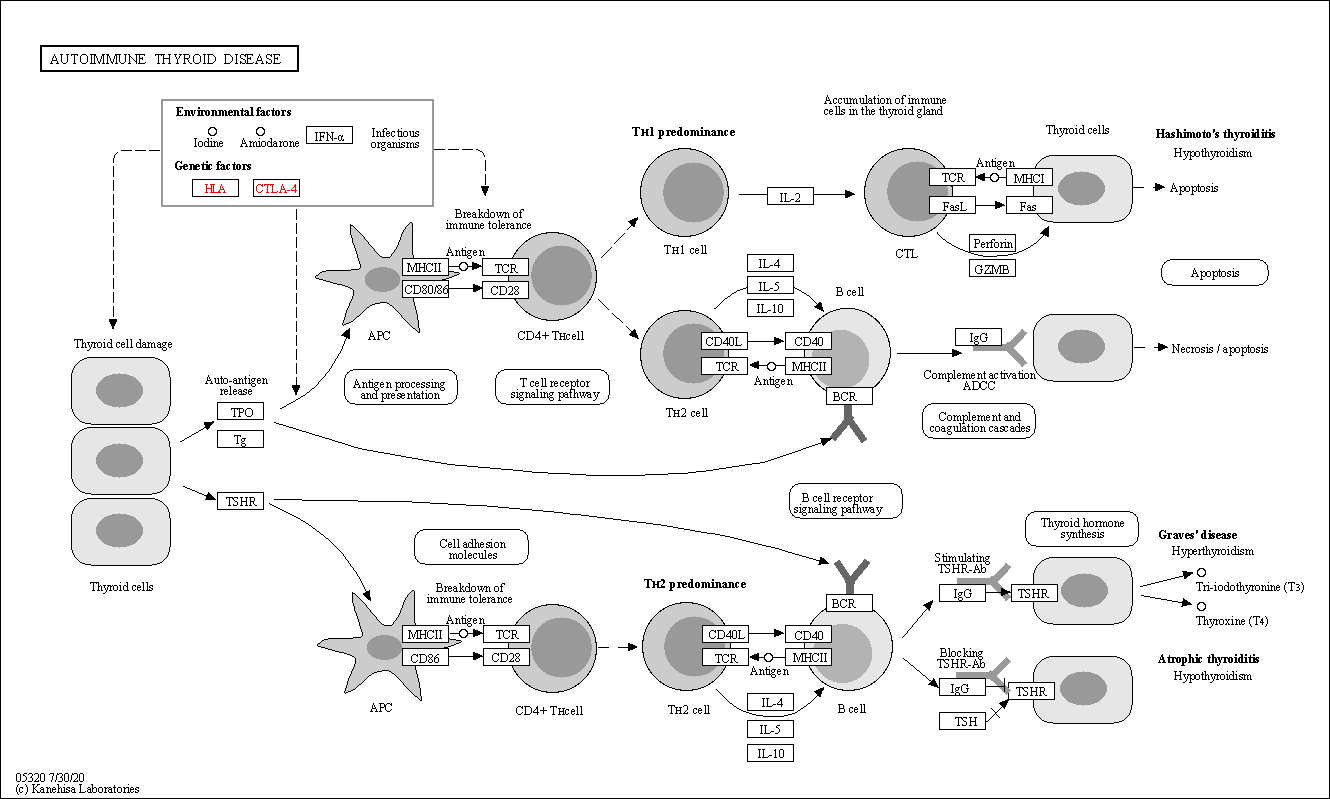 AUTOIMMUNE THYROID DISEASE
Environmental factors
Iodine
Amiodarone
IFN-α
Infectious
organisms
Genetic factors
HLA
CTLA-4
Accumulation of immune
cells in the thyroid gland
TH1 predominance
Thyroid cells
Hashimoto's thyroiditis
Hypothyroidism
TCR
Antigen
MHCI
FasL
Fas
Apoptosis
IL-2
TH1 cell
CTL
Perforin
GZMB
Apoptosis
Breakdown of
immune tolerance
Antigen
MHCII
TCR
CD80/86
CD28
APC
CD4+ THcell
IL-4
IL-5
IL-10
B cell
CD40L
CD40
TCR
MHCII
Antigen
BCR
TH2 cell
IgG
Complement activation
ADCC
Necrosis / apoptosis
Complement and
coagulation cascades
Thyroid cell damage
Auto-antigen
release
TPO
Tg
TSHR
Thyroid cells
Antigen processing
and presentation
T cell receptor
signaling pathway
B cell receptor
signaling pathway
Cell adhesion
molecules
Thyroid hormone
synthesis
Graves' disease
Hyperthyroidism
Stimulating
TSHR-Ab
IgG
TSHR
Tri-iodothyronine (T3)
Thyroxine (T4)
Breakdown of
immune tolerance
Antigen
MHCII
TCR
CD86
CD28
APC
CD4+ THcell
TH2 predominance
BCR
CD40L
CD40
TCR
MHCII
Antigen
TH2 cell
IL-4
IL-5
IL-10
B cell
Blocking
TSHR-Ab
IgG
TSHR
TSH
Atrophic thyroiditis
Hypothyroidism
05320 7/30/20
(c) Kanehisa Laboratories